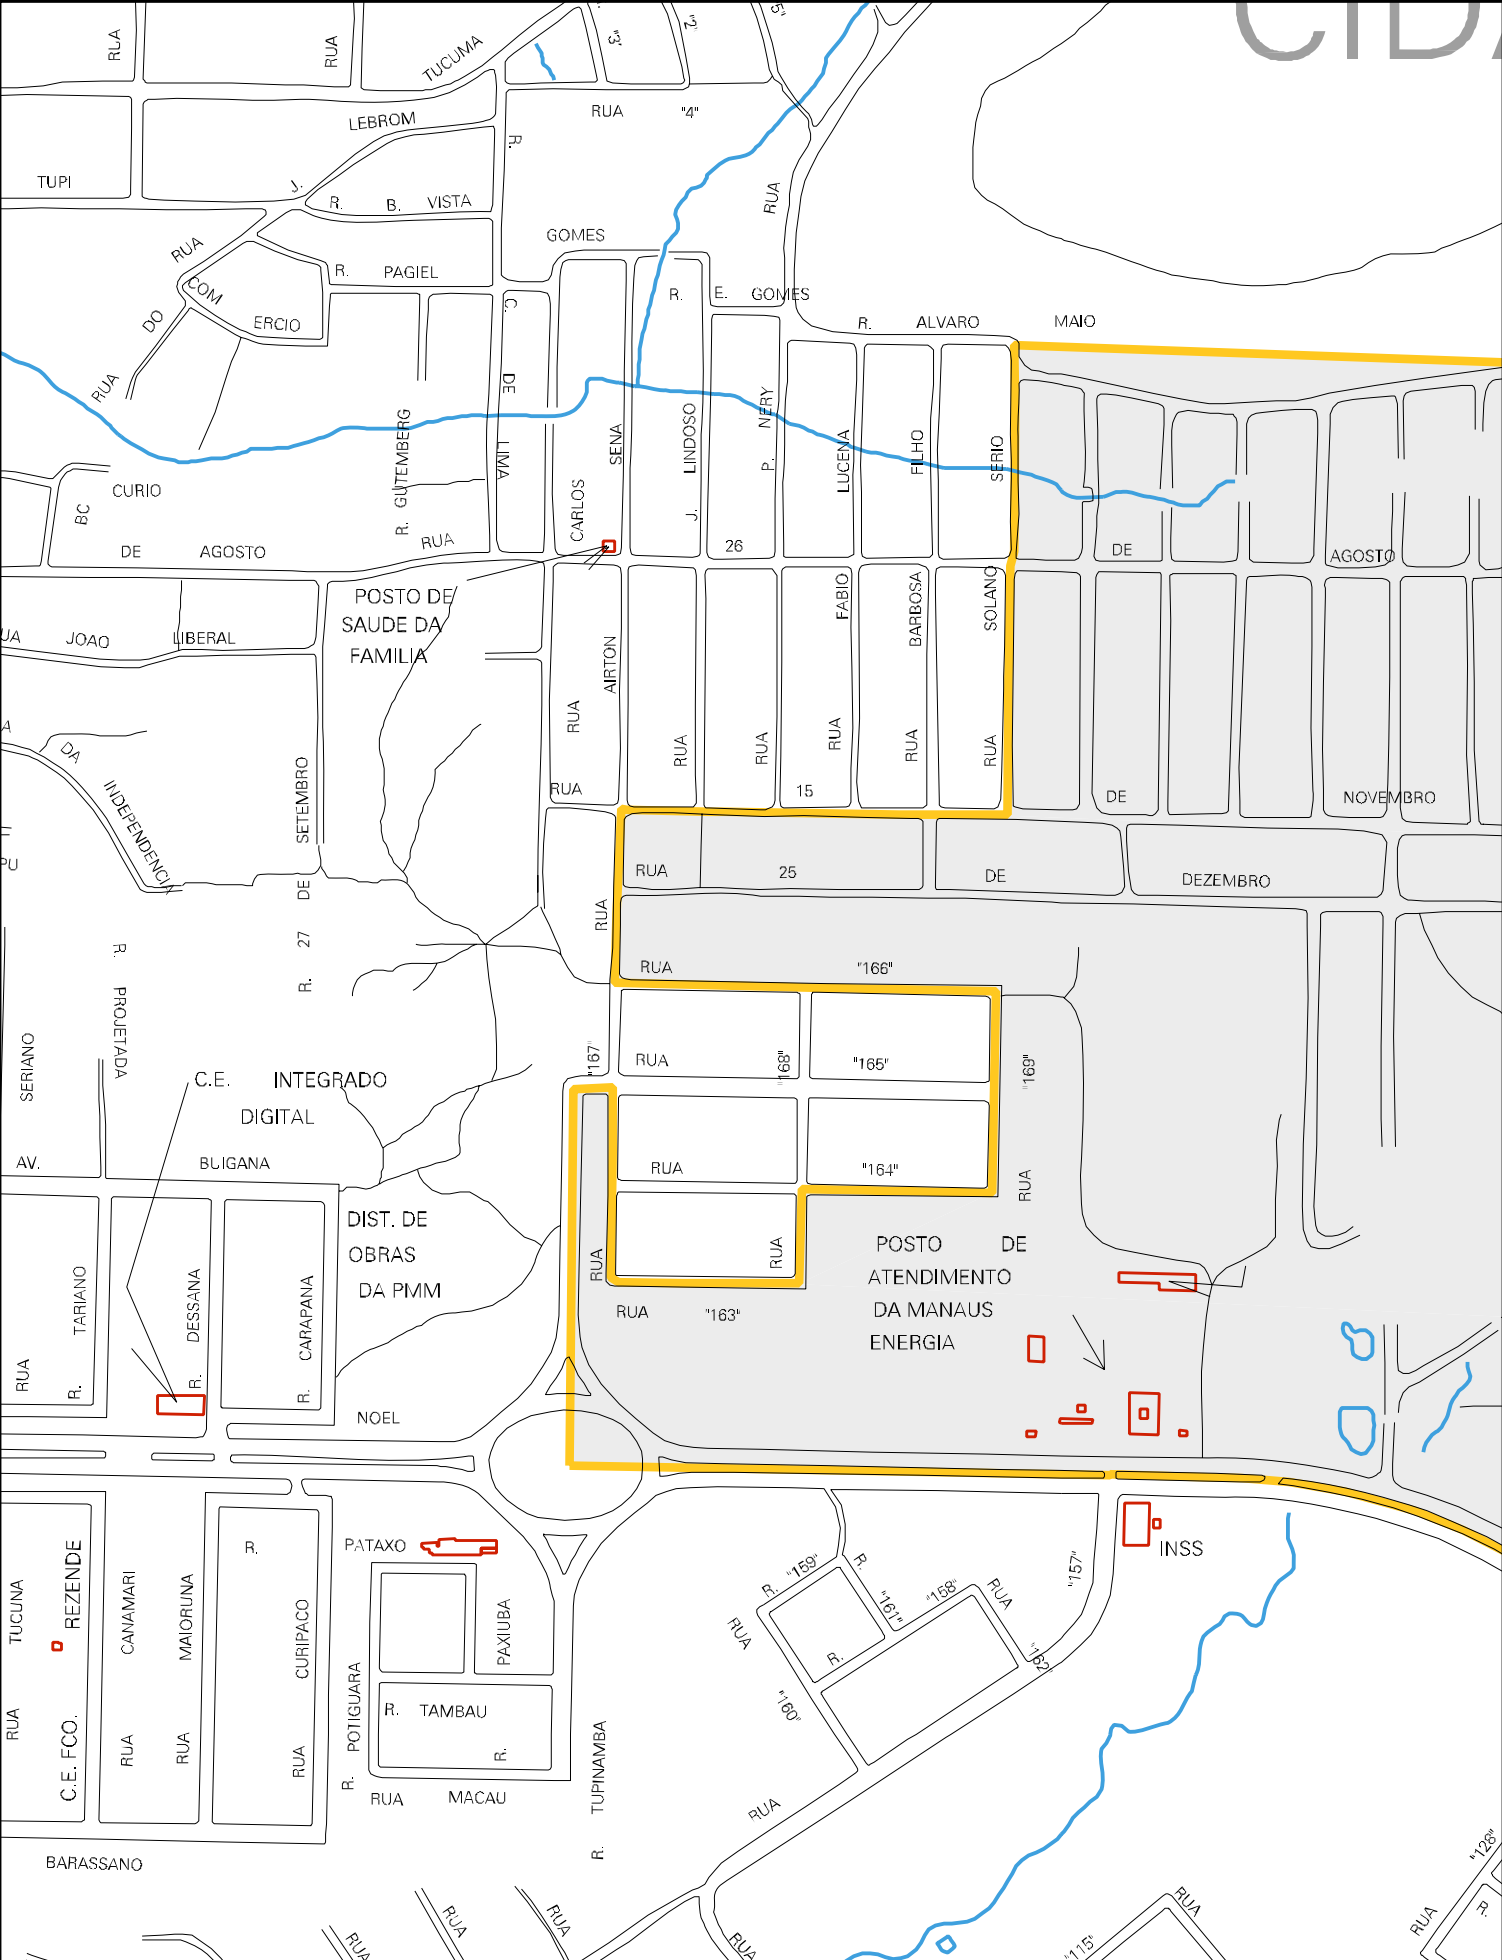 CIDA
RUA
RUA
TUCUMA
"3"
"2"
"5"
LEBROM
RUA "4"
R.
TUPI
J.
R. B. VISTA
RUA
GOMES
RUA
R. PAGIEL
COM
ERCIO
DO
RUA
C.
DE
LIMA
R. E. GOMES
R. ALVARO MAIO
R. GUTEMBERG
CARLOS
SENA
LINDOSO
J.
P. NERY
LUCENA
FILHO
SERIO
CURIO
BC
DE AGOSTO
RUA
26
DE
AGOSTO
POSTO DE
SAUDE DA
FAMILIA
UA JOAO LIBERAL
AIRTON
RUA
RUA
RUA
FABIO
RUA
BARBOSA
RUA
SOLANO
RUA
A
DA
INDEPENDENCIA
SETEMBRO
DE
27
R.
RUA
15
DE
NOVEMBRO
PU
RUA
25
DE
DEZEMBRO
RUA
RUA
"166"
R. PROJETADA
SERIANO
"167"
RUA
"168"
"165"
"169"
C.E. INTEGRADO
DIGITAL
AV.
BUIGANA
RUA
"164"
RUA
DIST. DE
OBRAS
DA PMM
RUA
RUA
POSTO DE
ATENDIMENTO
DA MANAUS
ENERGIA
RUA
"163"
TARIANO
R.
RUA
DESSANA
R.
CARAPANA
R.
NOEL
R.
PATAXO
INSS
TUCUNA
RUA
REZENDE
C.E. FCO.
CANAMARI
RUA
MAIORUNA
RUA
CURIPACO
RUA
POTIGUARA
R.
PAXIUBA
R.
R. TAMBAU
RUA MACAU
TUPINAMBA
R.
R. "159"
R.
"161"
"158"
RUA
"162"
"157"
RUA
"160"
R.
RUA
BARASSANO
RUA
RUA
RUA
RUA
"115"
RUA
RUA
R.
"128"